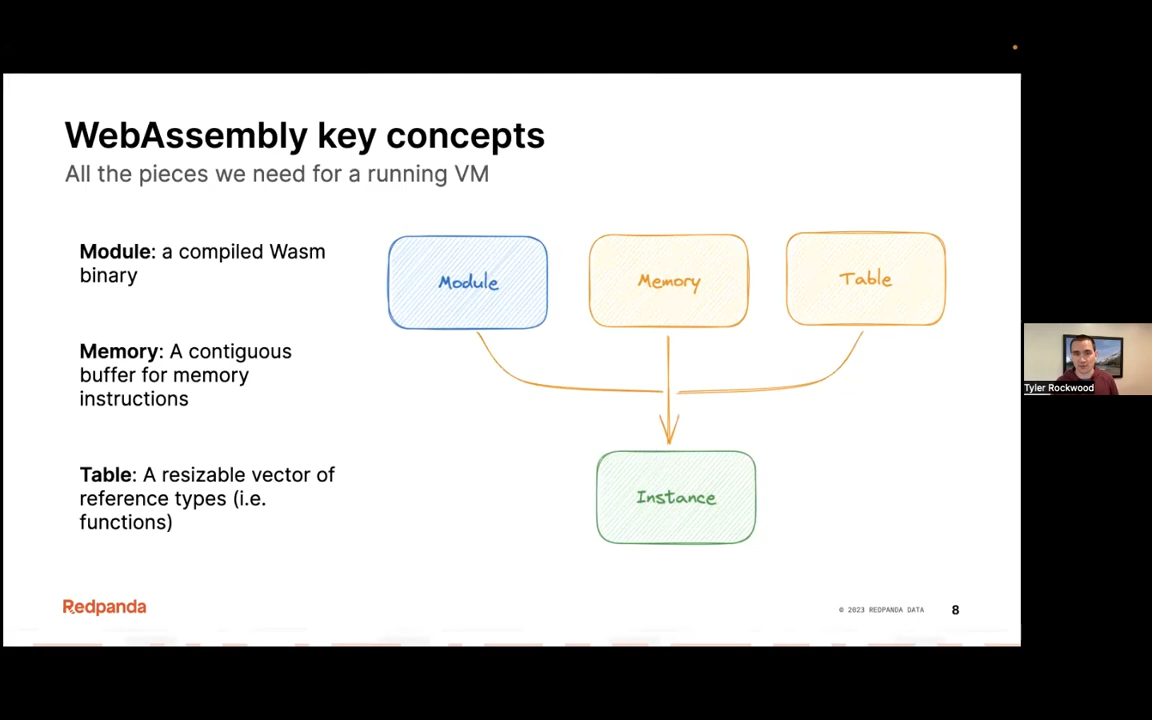 WebAssembly key concepts
All the pieces we need for a running VM
Module: a compiled Wasm
binary
Memory: A contiguous
buffer for memory
instructions
Table: A resizable vector of
reference types (i.e.
functions)
Module
Memory
Table
Instance
Redpanda
© 2023 REDPANDA DATA
8
Tyler Rockwood